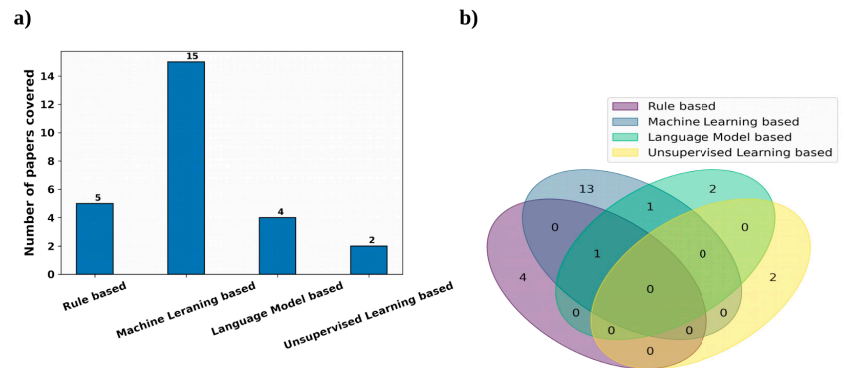 a)
b)
Number of papers covered
14
12
10
8
6
4
2
0
5
15
4
2
Rule based
Machine Leraning based
Language Model based
Unsupervised Learning based
Rule based
Machine Learning based
Language Model based
Unsupervised Learning based
13
2
1
0
0
1
0
4
0
2
0
0
0
0
0